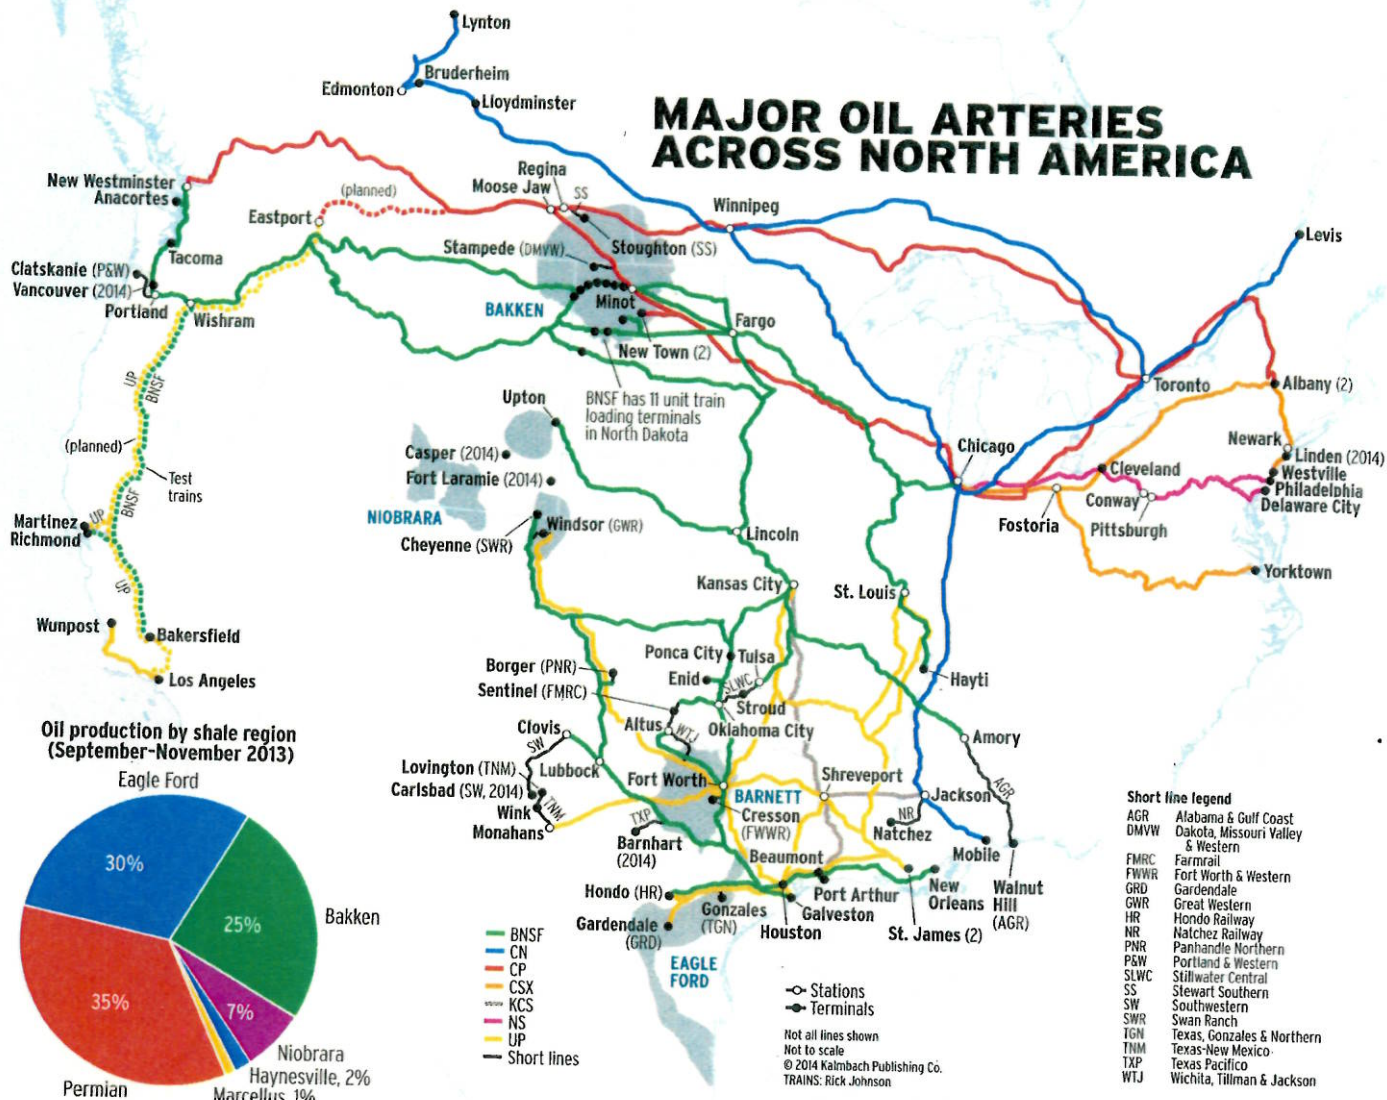 Lynton
Bruderheim
Edmonton
Lloydminster
MAJOR OIL ARTERIES
ACROSS NORTH AMERICA
Regina
Moose Jaw
SS
New Westminster
Anacortes
(planned)
Eastport
Winnipeg
Levis
Stampede (DMVW)
Stoughton (SS)
Tacoma
Clatskanie (P&W)
Vancouver (2014)
Portland
Wishram
BAKKEN
Minot
Fargo
New Town (2)
Toronto
Albany (2)
UP
BNSF
BNSF has 11 unit train
loading terminals
in North Dakota
Upton
(planned)
Casper (2014)
Fort Laramie (2014)
Chicago
Newark
Linden (2014)
Westville
Philadelphia
Delaware City
Cleveland
Conway
Pittsburgh
Fostoria
Test
trains
BNSF
UP
Martinez
Richmond
NIOBRARA
Windsor (GWR)
Cheyenne (SWR)
Lincoln
Yorktown
UP
Kansas City
St. Louis
Wunpost
Bakersfield
Los Angeles
Ponca City
Tulsa
Borger (PNR)
Enid
SLWC
Hayti
Sentinel (FMRC)
Stroud
Altus
WTJ
Oklahoma City
Clovis
SW
Amory
Oil production by shale region
(September-November 2013)
Eagle Ford
Lubbock
Lovington (TNM)
Carlsbad (SW, 2014)
Wink
TNM
Monahans
Fort Worth
BARNETT
Cresson
(FWWR)
Shreveport
Jackson
AGR
NR
Natchez
Mobile
TXP
Barnhart
(2014)
Beaumont
Port Arthur
Galveston
Houston
New
Orleans
St. James (2)
Walnut
Hill
(AGR)
Hondo (HR)
Gonzales
(TGN)
Gardendale
(GRD)
EAGLE
FORD
30%
25%
Bakken
35%
7%
Niobrara
Haynesville, 2%
Marcellus, 1%
Permian
BNSF
CN
CP
CSX
KCS
NS
UP
Short lines
Stations
Terminals
Not all lines shown
Not to scale
© 2014 Kalmbach Publishing Co.
TRAINS: Rick Johnson
Short line legend
AGR Alabama & Gulf Coast
DMVW Dakota, Missouri Valley
& Western
FMRC Farmrail
FWWR Fort Worth & Western
GRD Gardendale
GWR Great Western
HR Hondo Railway
NR Natchez Railway
PNR Panhandle Northern
P&W Portland & Western
SLWC Stillwater Central
SS Stewart Southern
SW Southwestern
SWR Swan Ranch
TGN Texas, Gonzales & Northern
TNM Texas-New Mexico
TXP Texas Pacifico
WTJ Wichita, Tillman & Jackson